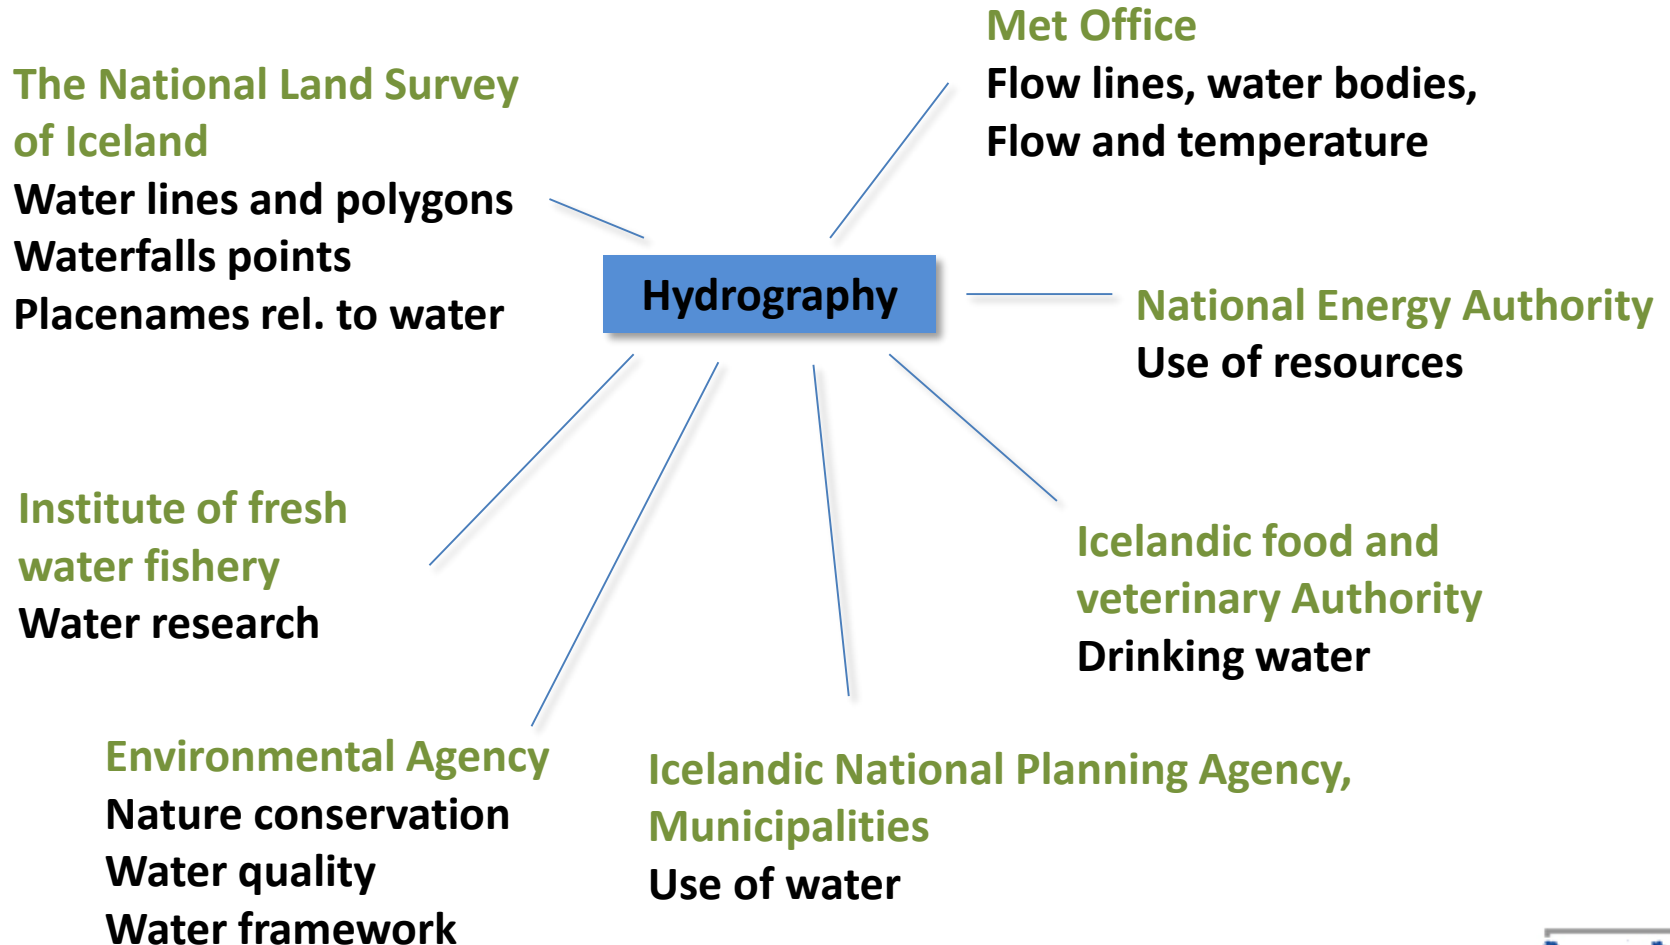 The National Land Survey
of Iceland
Water lines and polygons
Waterfalls points
Placenames rel. to water
Met Office
Flow lines, water bodies,
Flow and temperature
Hydrography
National Energy Authority
Use of resources
Institute of fresh
water fishery
Water research
Icelandic food and
veterinary Authority
Drinking water
Environmental Agency
Nature conservation
Water quality
Water framework
Icelandic National Planning Agency,
Municipalities
Use of water